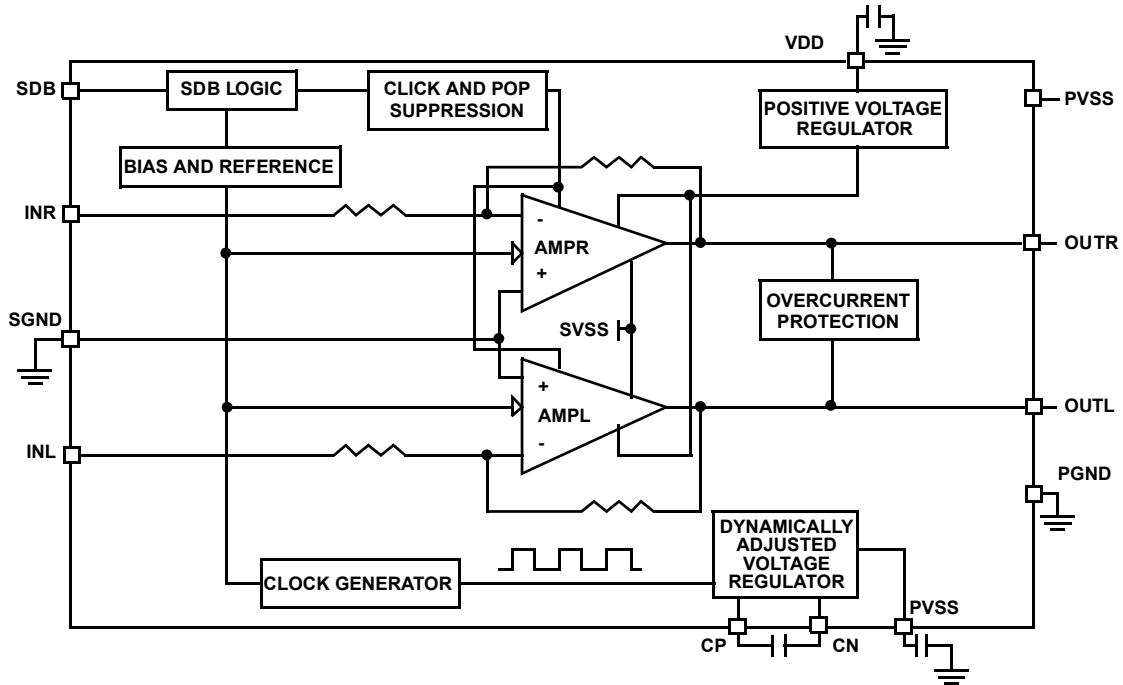 VDD
SDB
SDB LOGIC
CLICK AND POP
SUPPRESSION
POSITIVE VOLTAGE
REGULATOR
PVSS
BIAS AND REFERENCE
INR
-
AMPR
+
OUTR
SGND
SVSS
OVERCURRENT
PROTECTION
+
AMPL
-
OUTL
INL
PGND
DYNAMICALLY
ADJUSTED
VOLTAGE
REGULATOR
CLOCK GENERATOR
PVSS
CP
CN